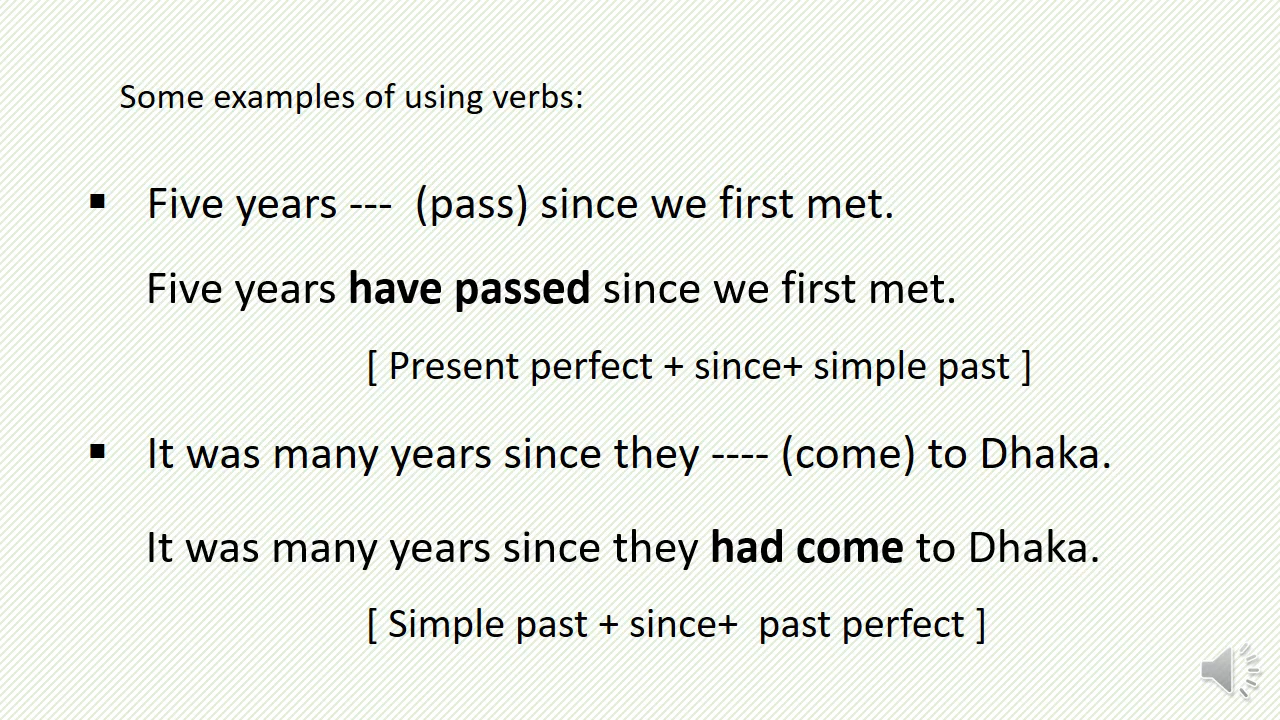 Some examples of using verbs:
▪ Five years --- (pass) since we first met.
Five years have passed since we first met.
[ Present perfect + since+ simple past ]
▪ It was many years since they ---- (come) to Dhaka.
It was many years since they had come to Dhaka.
[ Simple past + since+ past perfect ]